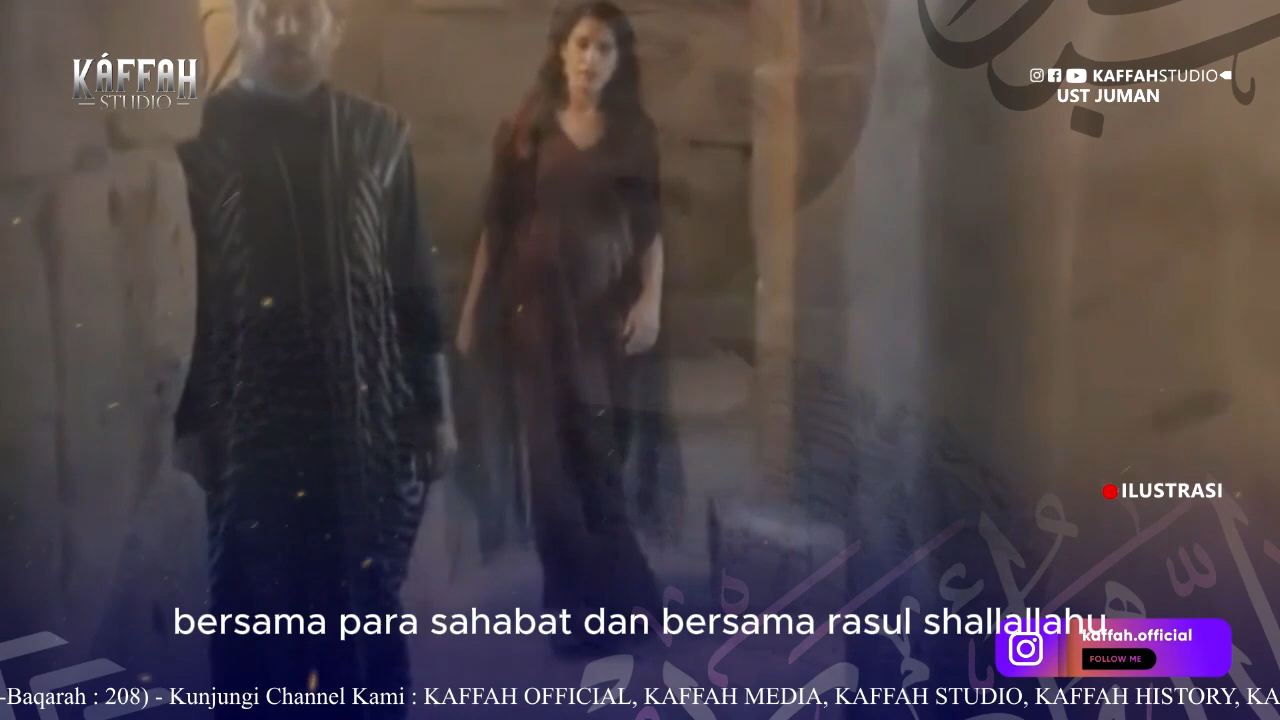 KÁFFAH
STUDIO
KAFFAHSTUDIO
UST JUMAN
ILUSTRASI
bersama para sahabat dan bersama rasul shallallahu
kaffah.official
FOLLOW ME
-Baqarah : 208) - Kunjungi Channel Kami : KAFFAH OFFICIAL, KAFFAH MEDIA, KAFFAH STUDIO, KAFFAH HISTORY, KA